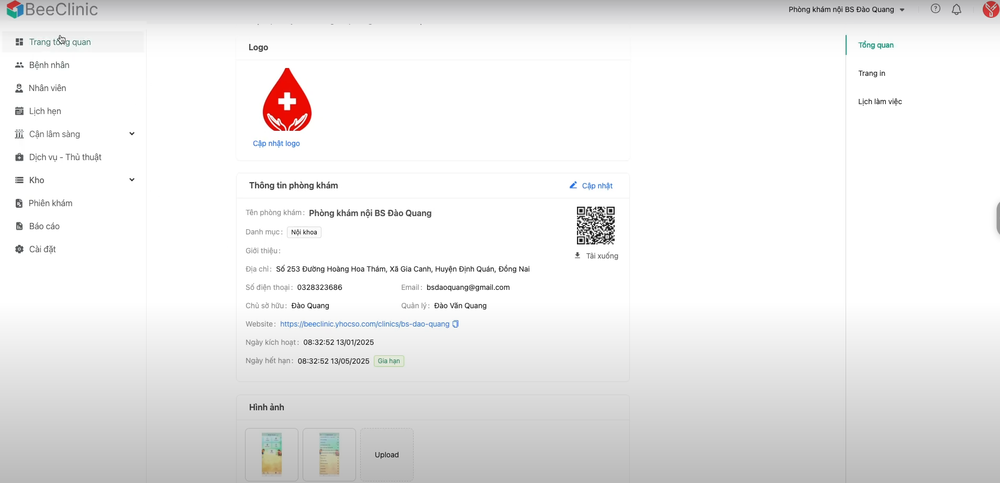 BeeClinic
Phòng khám nội BS Đào Quang
Trang tổng quan
Bệnh nhân
Nhân viên
Lịch hẹn
Cận lâm sàng
Dịch vụ - Thủ thuật
Kho
Phiên khám
Báo cáo
Cài đặt
Logo
Cập nhật logo
Thông tin phòng khám
Cập nhật
Tên phòng khám: Phòng khám nội BS Đào Quang
Danh mục: Nội khoa
Giới thiệu:
Tải xuống
Địa chỉ: Số 253 Đường Hoàng Hoa Thám, Xã Gia Canh, Huyện Định Quán, Đồng Nai
Số điện thoại: 0328323686 Email: bsdaoquang@gmail.com
Chủ sở hữu: Đào Quang Quản lý: Đào Văn Quang
Website: https://beeclinic.yhocso.com/clinics/bs-dao-quang
Ngày kích hoạt: 08:32:52 13/01/2025
Ngày hết hạn: 08:32:52 13/05/2025 Gia hạn
Hình ảnh
Upload
Tổng quan
Trang in
Lịch làm việc